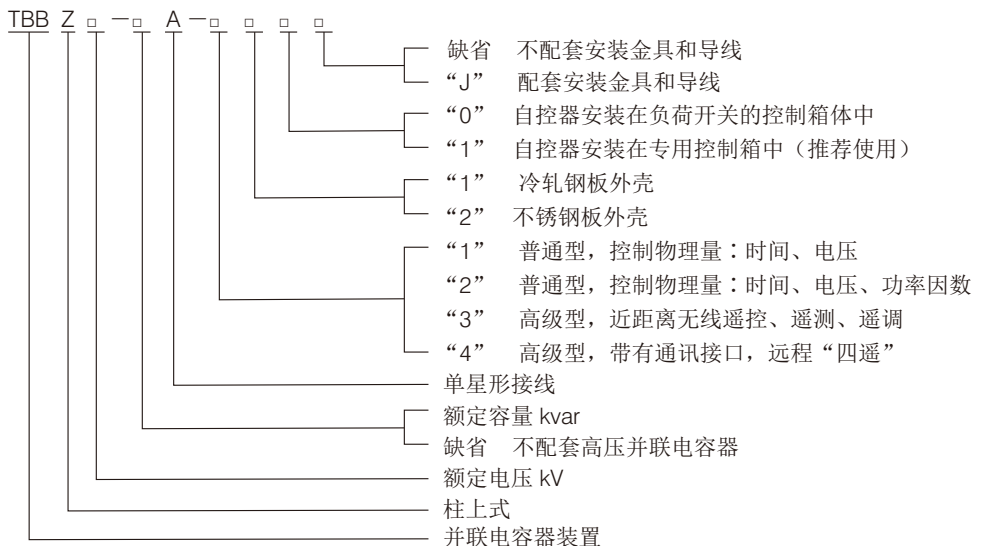 TBB Z □ －□ A－□ □ □ □
缺省 不配套安装金具和导线
“J” 配套安装金具和导线
“0” 自控器安装在负荷开关的控制箱体中
“1” 自控器安装在专用控制箱中（推荐使用）
“1” 冷轧钢板外壳
“2” 不锈钢板外壳
“1” 普通型，控制物理量：时间、电压
“2” 普通型，控制物理量：时间、电压、功率因数
“3” 高级型，近距离无线遥控、遥测、遥调
“4” 高级型，带有通讯接口，远程“四遥”
单星形接线
额定容量 kvar
缺省 不配套高压并联电容器
额定电压 kV
柱上式
并联电容器装置